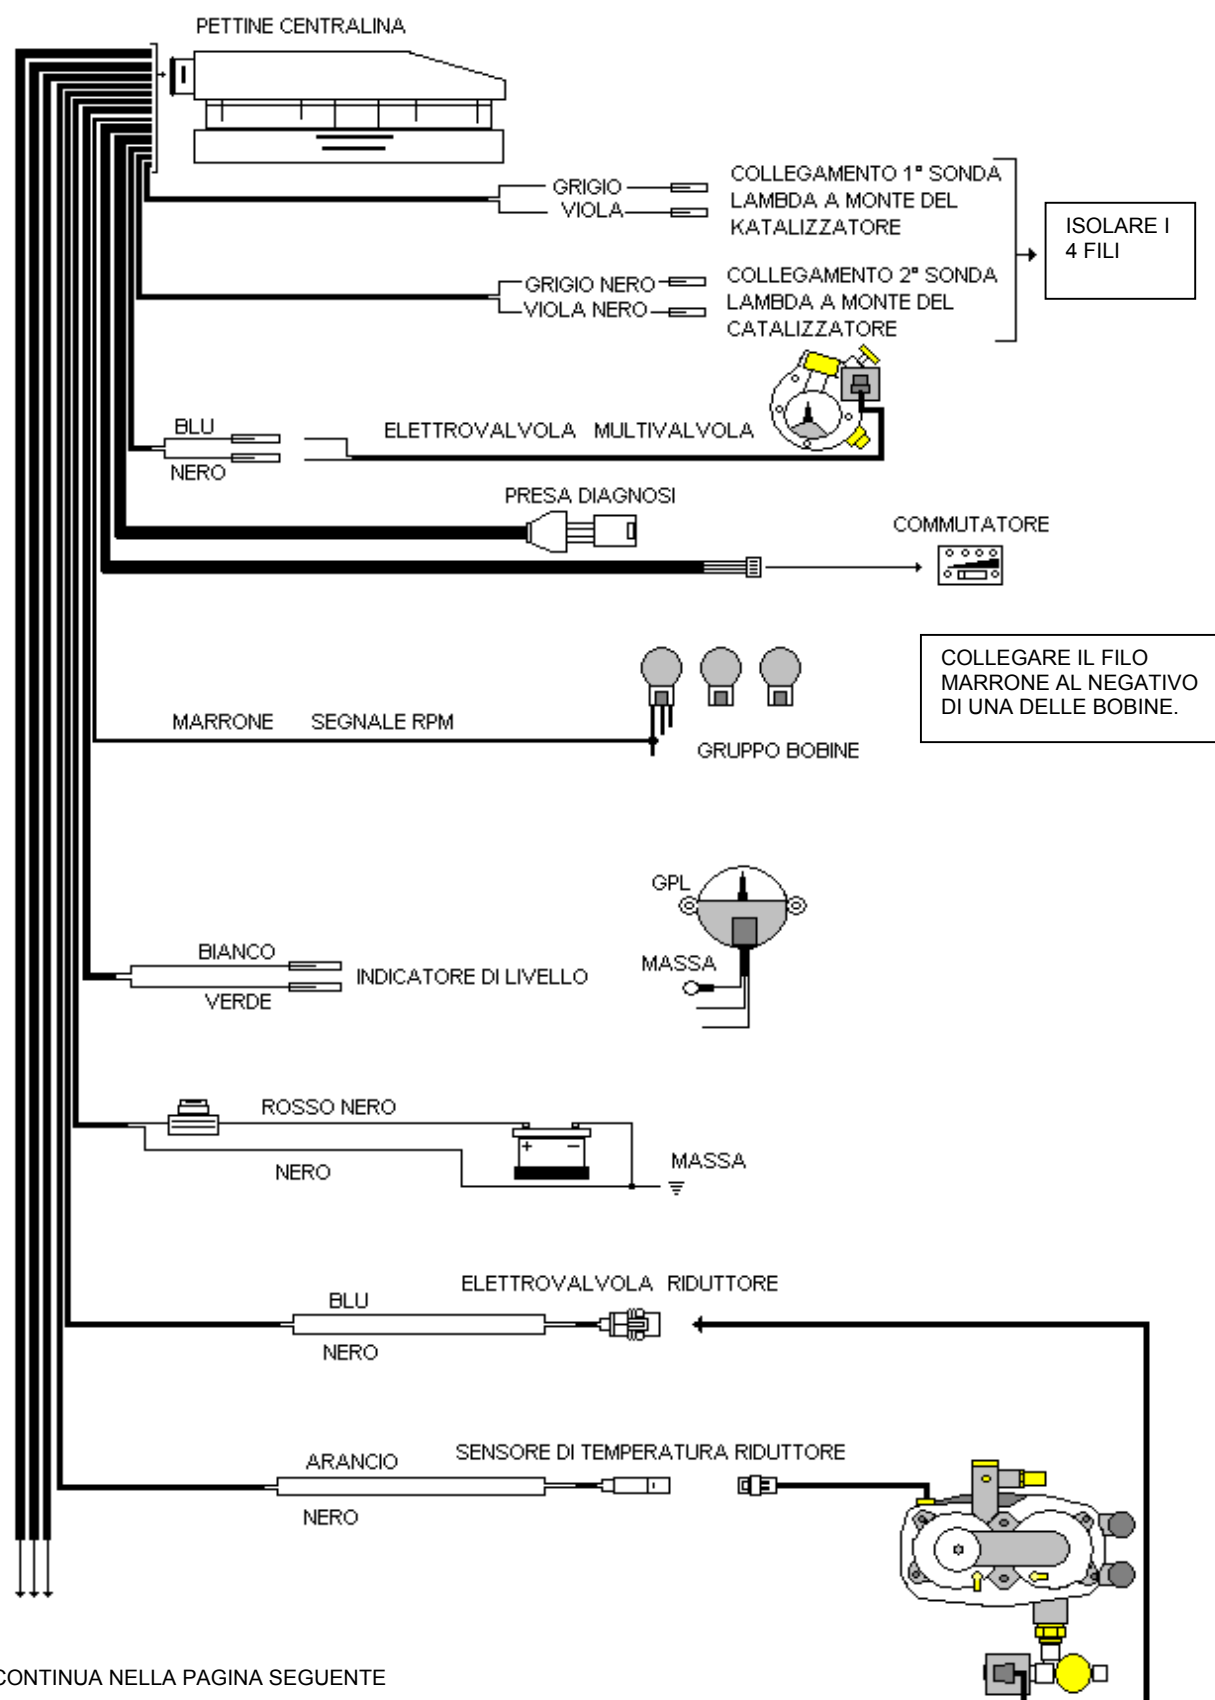 PETTINE CENTRALINA
GRIGIO
VIOLA
COLLEGAMENTO 1ª SONDA
LAMBDA A MONTE DEL
KATALIZZATORE
ISOLARE I
4 FILI
GRIGIO NERO
VIOLA NERO
COLLEGAMENTO 2ª SONDA
LAMBDA A MONTE DEL
CATALIZZATORE
BLU
NERO
ELETTROVALVOLA MULTIVALVOLA
PRESA DIAGNOSI
COMMUTATORE
COLLEGARE IL FILO
MARRONE AL NEGATIVO
DI UNA DELLE BOBINE.
MARRONE SEGNALE RPM
GRUPPO BOBINE
GPL
MASSA
BIANCO
VERDE
INDICATORE DI LIVELLO
ROSSO NERO
NERO
+ −
MASSA
ELETTROVALVOLA RIDUTTORE
BLU
NERO
SENSORE DI TEMPERATURA RIDUTTORE
ARANCIO
NERO
CONTINUA NELLA PAGINA SEGUENTE